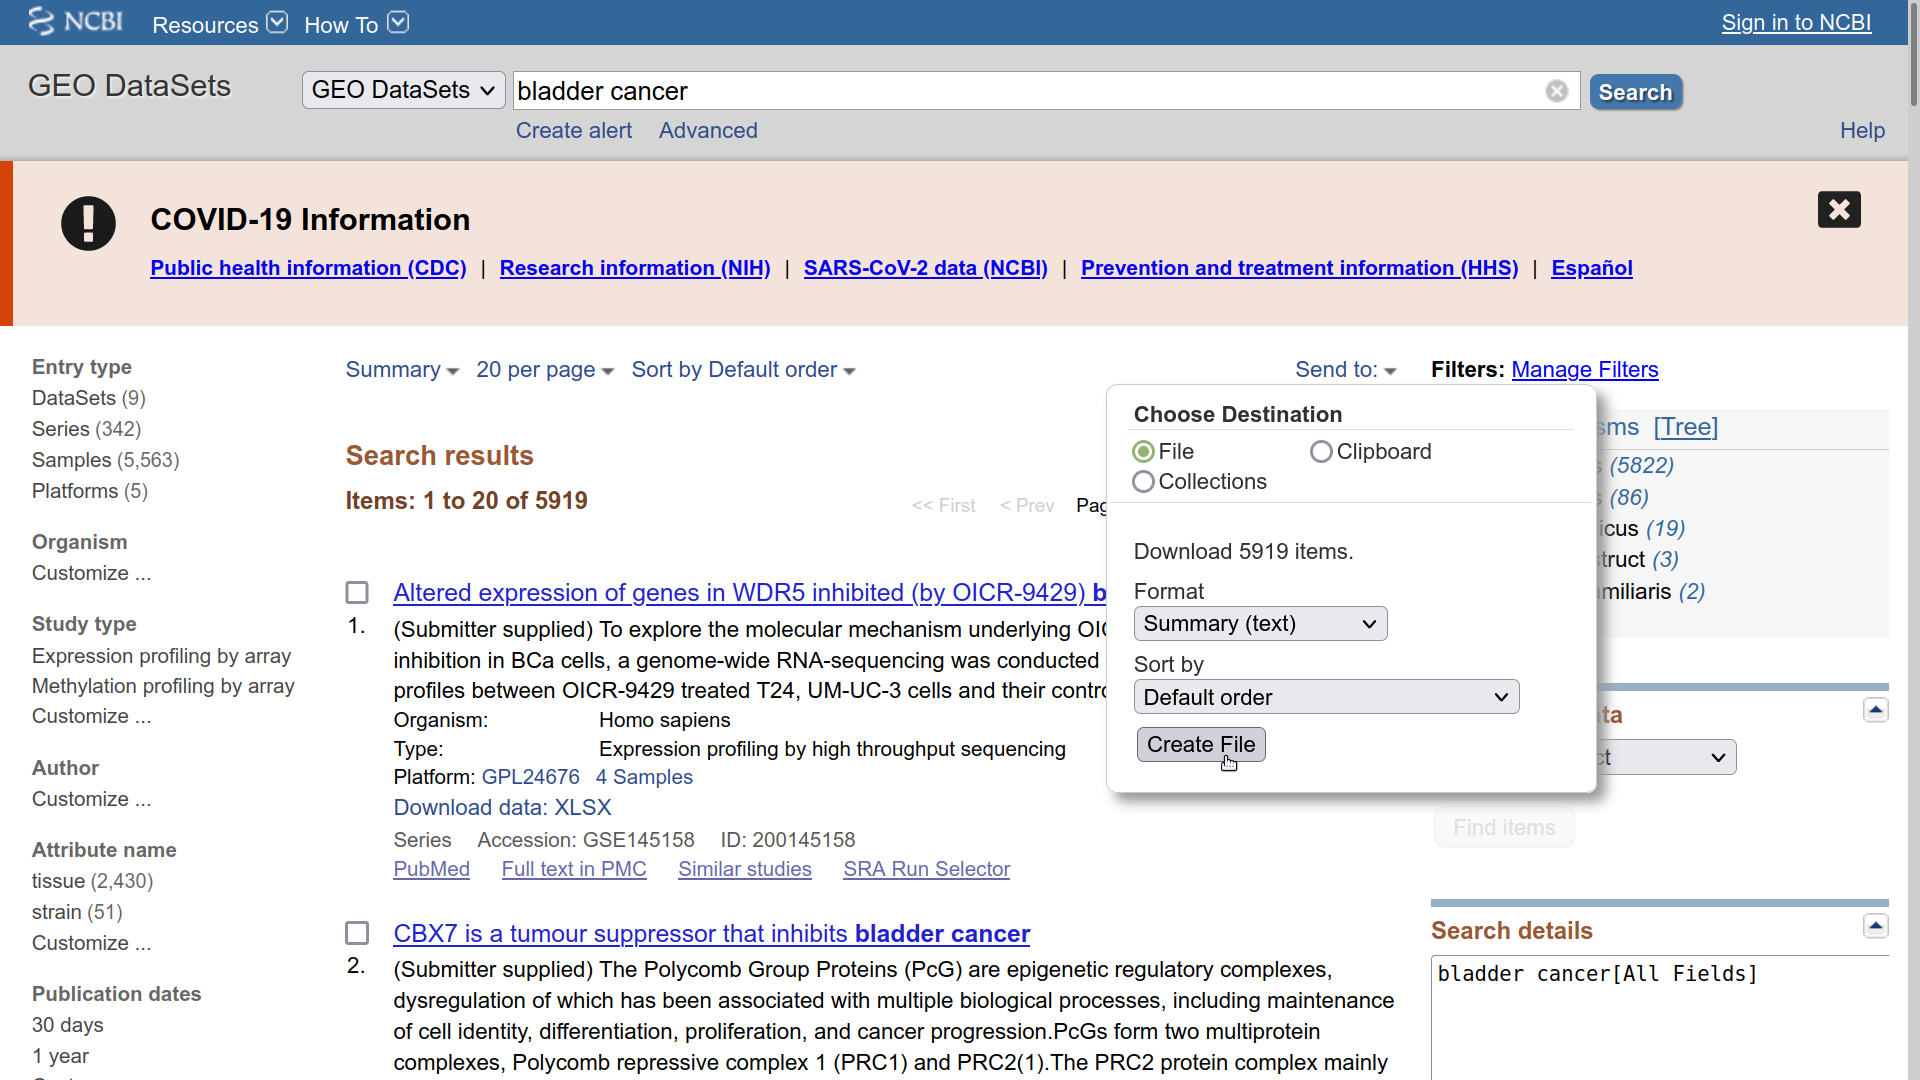 NCBI Resources How To Sign in to NCBI
GEO DataSets GEO DataSets bladder cancer Search
Create alert Advanced Help
COVID-19 Information
Public health information (CDC) | Research information (NIH) | SARS-CoV-2 data (NCBI) | Prevention and treatment information (HHS) | Español
Entry type
DataSets (9)
Series (342)
Samples (5,563)
Platforms (5)
Organism
Customize ...
Study type
Expression profiling by array
Methylation profiling by array
Customize ...
Author
Customize ...
Attribute name
tissue (2,430)
strain (51)
Customize ...
Publication dates
30 days
1 year
Summary 20 per page Sort by Default order Send to:
Search results
Items: 1 to 20 of 5919
<< First < Prev Pag
Altered expression of genes in WDR5 inhibited (by OICR-9429) b
1. (Submitter supplied) To explore the molecular mechanism underlying OIC
inhibition in BCa cells, a genome-wide RNA-sequencing was conducted
profiles between OICR-9429 treated T24, UM-UC-3 cells and their contro
Organism: Homo sapiens
Type: Expression profiling by high throughput sequencing
Platform: GPL24676 4 Samples
Download data: XLSX
Series Accession: GSE145158 ID: 200145158
PubMed Full text in PMC Similar studies SRA Run Selector
CBX7 is a tumour suppressor that inhibits bladder cancer
2. (Submitter supplied) The Polycomb Group Proteins (PcG) are epigenetic regulatory complexes,
dysregulation of which has been associated with multiple biological processes, including maintenance
of cell identity, differentiation, proliferation, and cancer progression.PcGs form two multiprotein
complexes, Polycomb repressive complex 1 (PRC1) and PRC2(1).The PRC2 protein complex mainly
Choose Destination
File Clipboard
Collections
Download 5919 items.
Format
Summary (text)
Sort by
Default order
Create File
Filters: Manage Filters
sms [Tree]
s (5822)
s (86)
icus (19)
truct (3)
miliaris (2)
ta
ct
Find items
Search details
bladder cancer[All Fields]